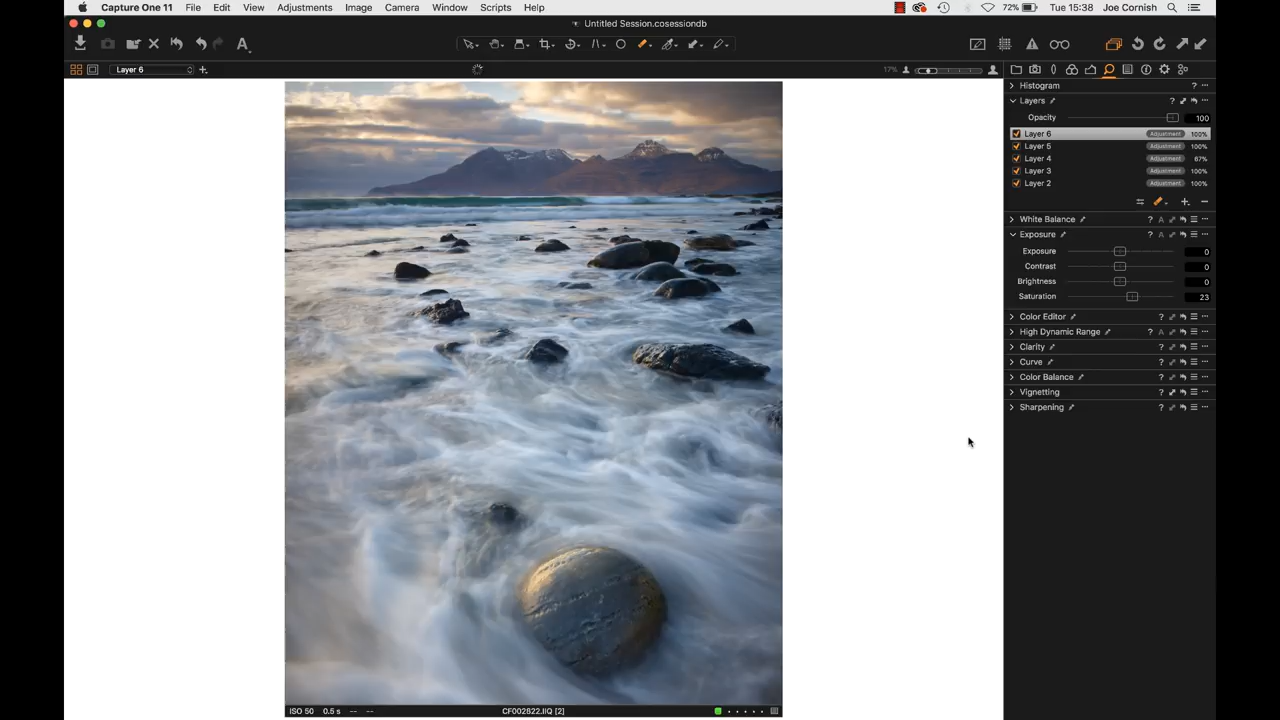 Capture One 11 File Edit View Adjustments Image Camera Window Scripts Help 72% Tue 15:38 Joe Cornish
Untitled Session.cosessiondb
A
Layer 6 17%
Histogram ?
Layers ?
Opacity 100
Layer 6 Adjustment 100%
Layer 5 Adjustment 100%
Layer 4 Adjustment 67%
Layer 3 Adjustment 100%
Layer 2 Adjustment 100%
White Balance ? A
Exposure ? A
Exposure 0
Contrast 0
Brightness 0
Saturation 23
Color Editor ?
High Dynamic Range ? A
Clarity ?
Curve ?
Color Balance ?
Vignetting ?
Sharpening ?
ISO 50 0.5 s -- -- CF002622.IIQ [2]